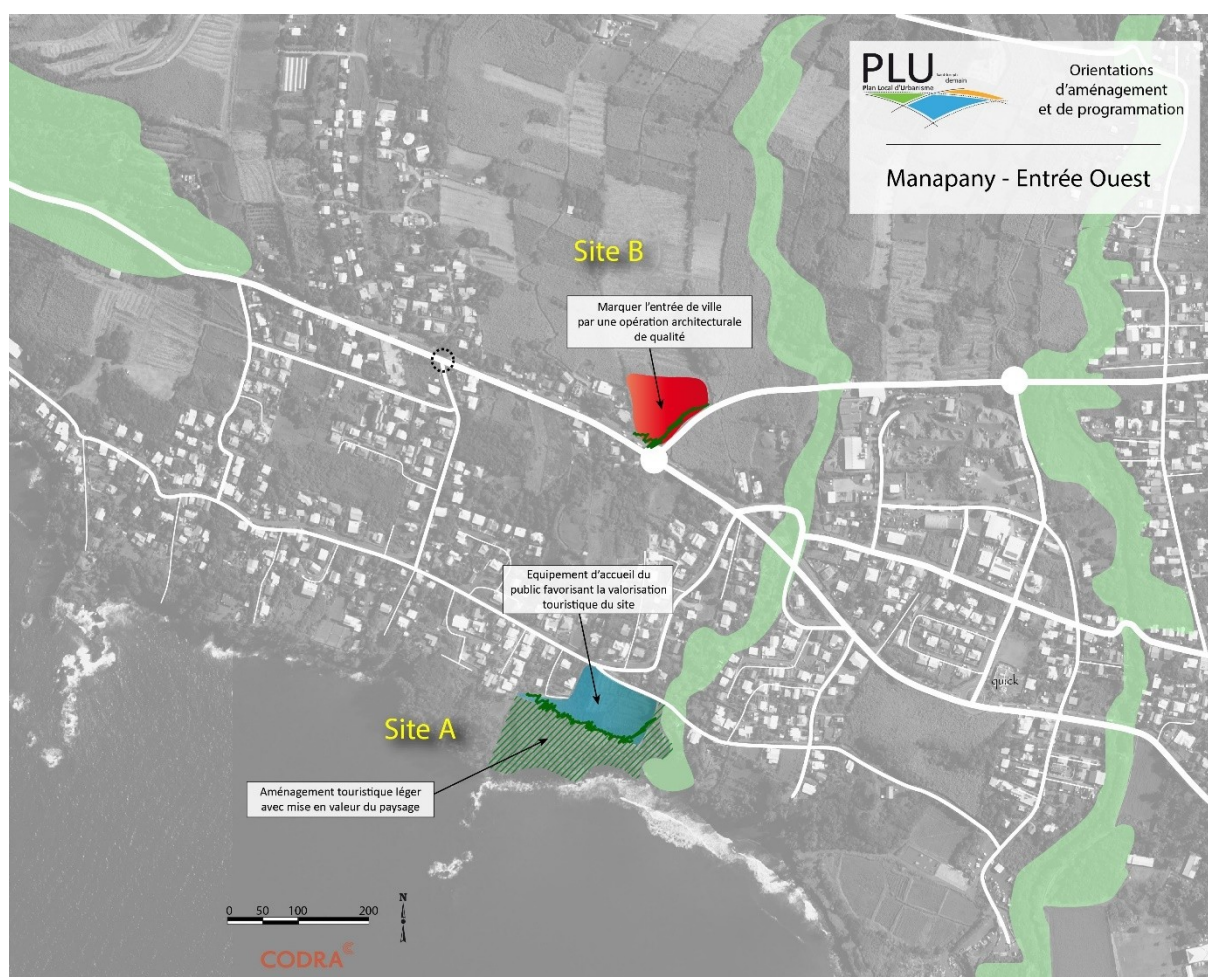 PLU
demain
Plan Local d'Urbanisme
Orientations
d'aménagement
et de programmation
Manapany - Entrée Ouest
Site B
Marquer l'entrée de ville
par une opération architecturale
de qualité
Equipement d'accueil du
public favorisant la valorisation
touristique du site
quick
Site A
Aménagement touristique léger
avec mise en valeur du paysage
N
0 50 100 200
CODRA